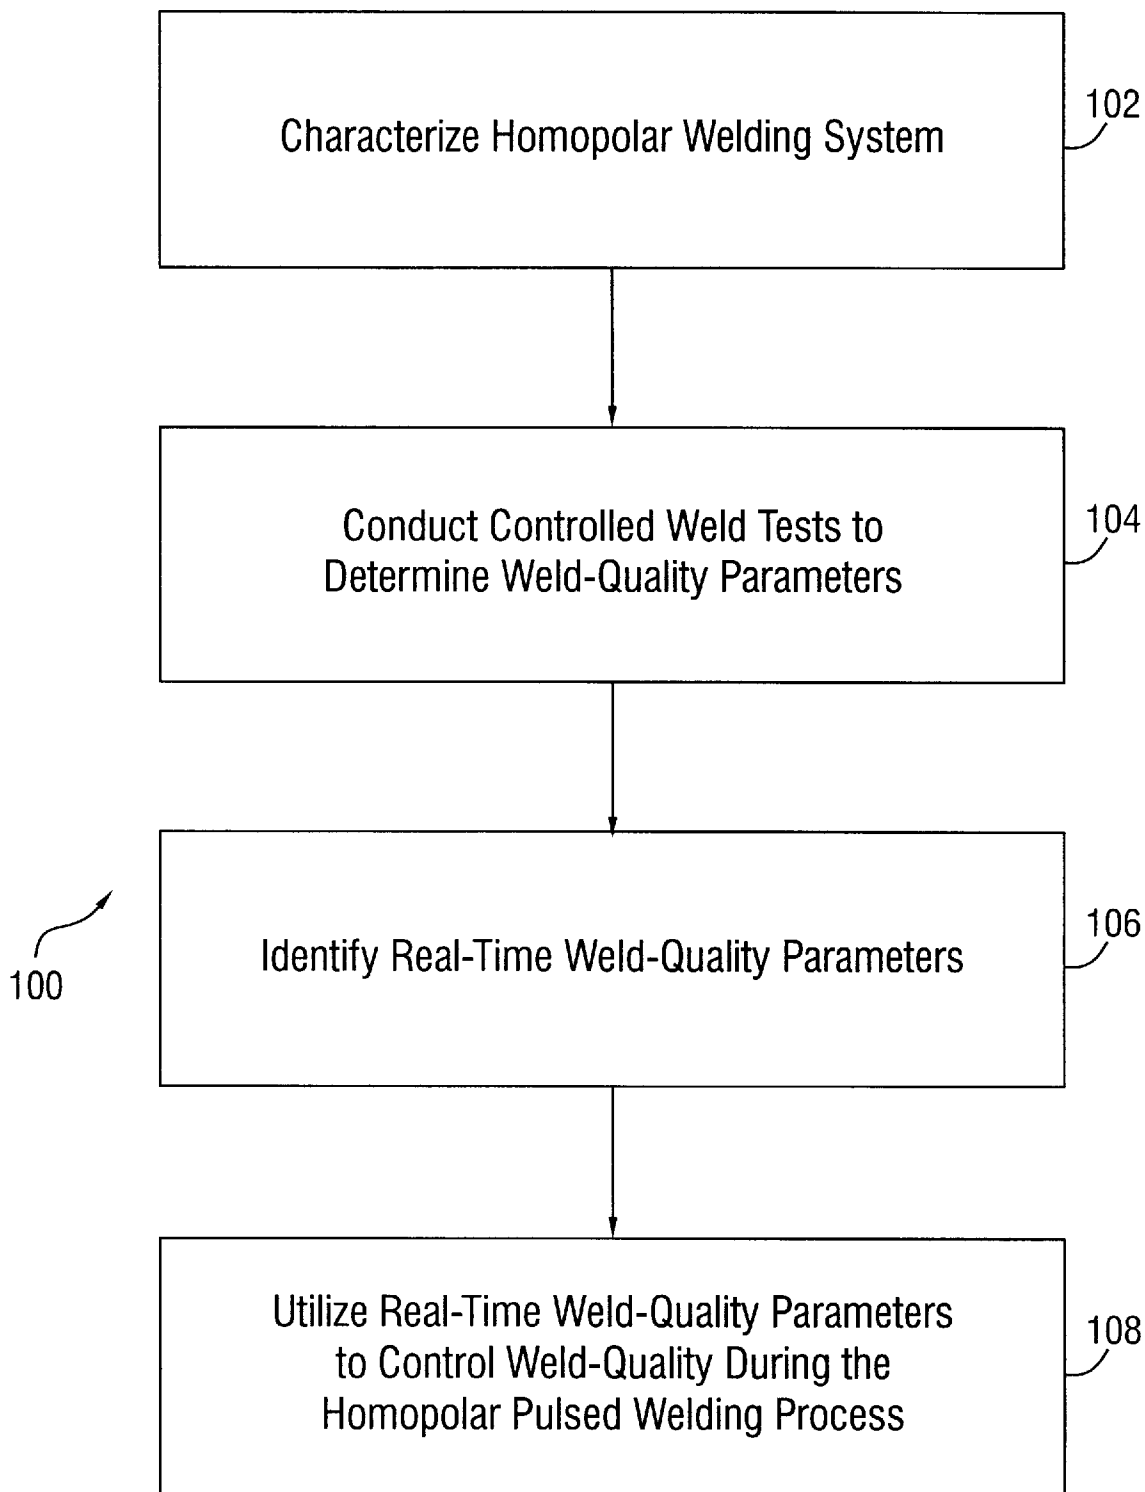 Characterize Homopolar Welding System
102
Conduct Controlled Weld Tests to
Determine Weld-Quality Parameters
104
Identify Real-Time Weld-Quality Parameters
106
100
Utilize Real-Time Weld-Quality Parameters
to Control Weld-Quality During the
Homopolar Pulsed Welding Process
108